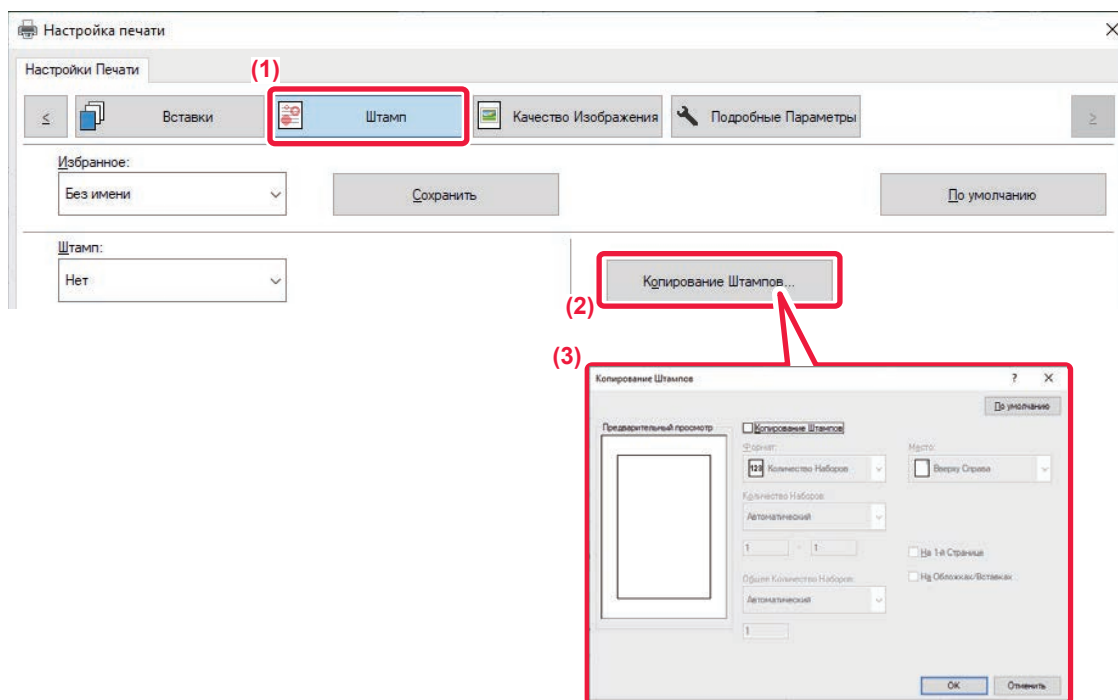 Настройка печати
Настройки Печати
(1)
<
Вставки
Штамп
Качество Изображения
Подробные Параметры
>
Избранное:
Без имени
Сохранить
По умолчанию
Штамп:
Нет
Копирование Штампов...
(2)
(3)
Копирование Штампов
?
По умолчанию
Предварительный просмотр
Копирование Штампов
Формат:
Место:
123 Количество Наборов
Вверху Справа
Количество Наборов:
Автоматический
1 - 1
На 1-й Странице
На Обложках/Вставках
Общее Количество Наборов:
Автоматический
1
OK
Отменить